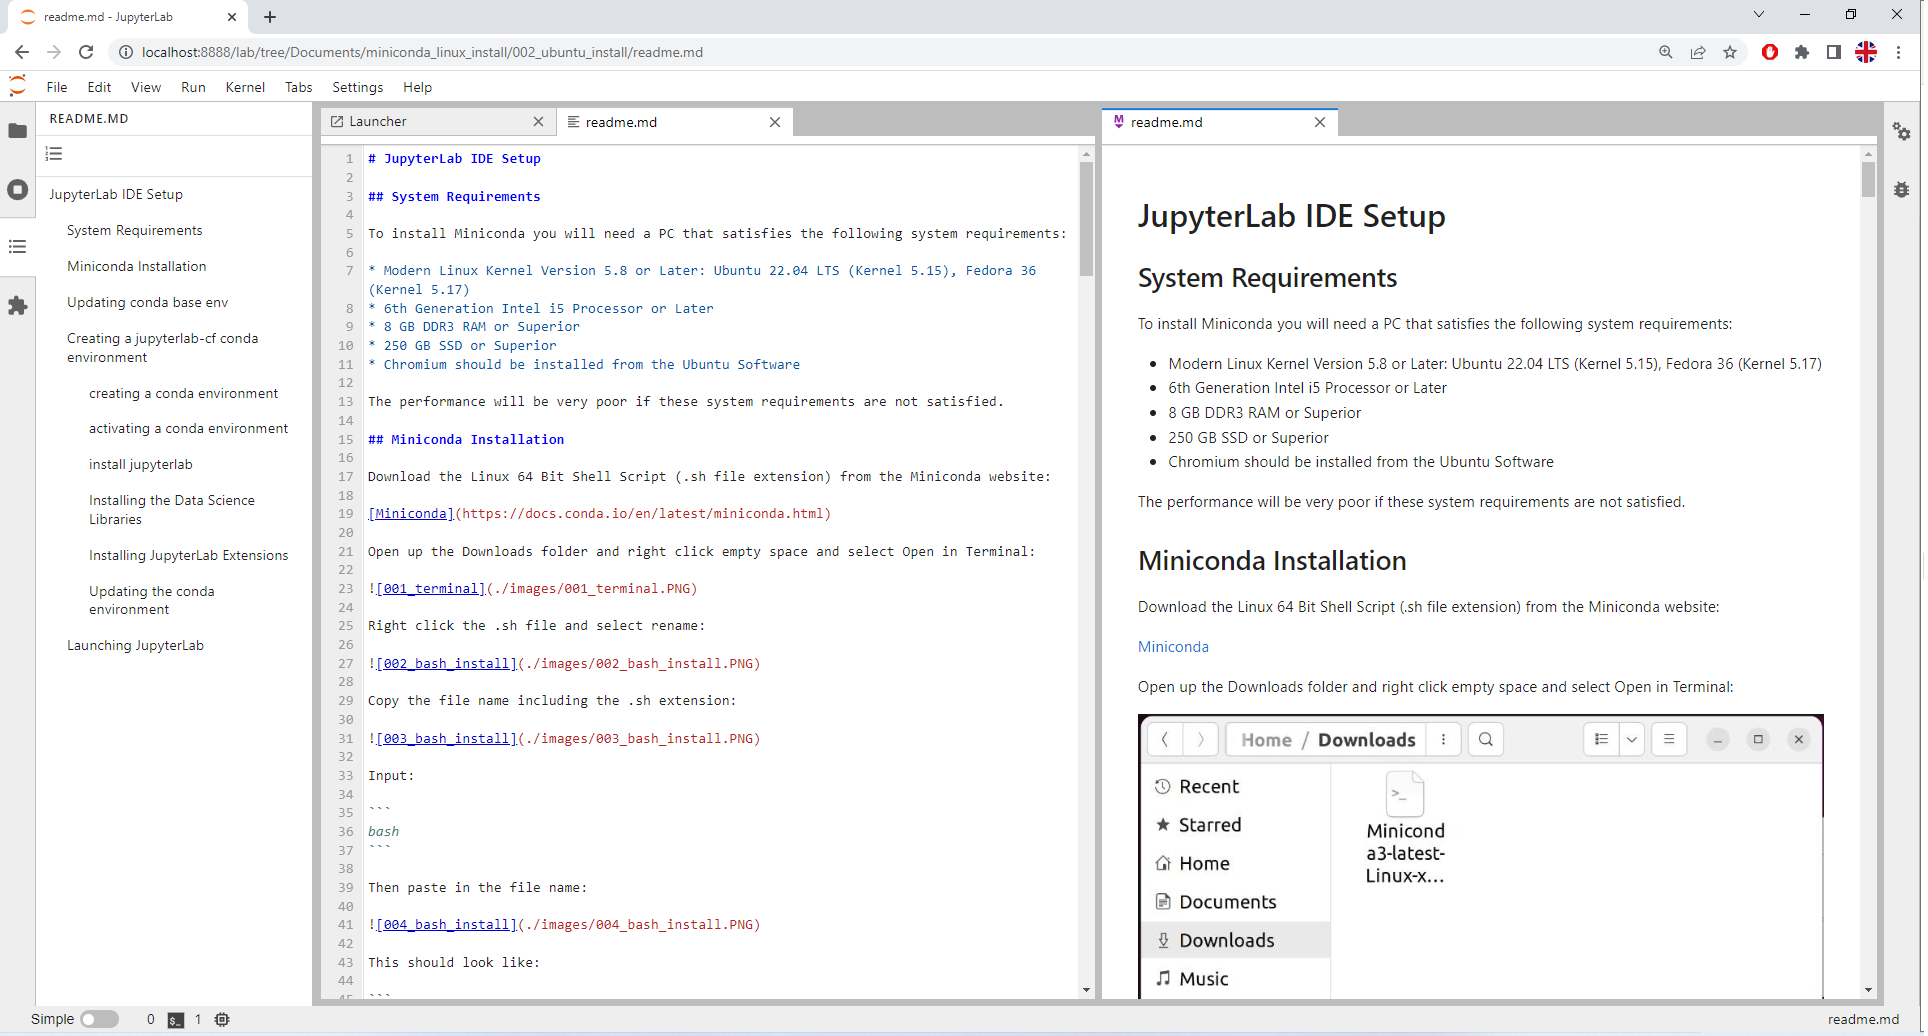 readme.md - JupyterLab
localhost:8888/lab/tree/Documents/miniconda_linux_install/002_ubuntu_install/readme.md
File Edit View Run Kernel Tabs Settings Help
README.MD
JupyterLab IDE Setup
System Requirements
Miniconda Installation
Updating conda base env
Creating a jupyterlab-cf conda
environment
creating a conda environment
activating a conda environment
install jupyterlab
Installing the Data Science
Libraries
Installing JupyterLab Extensions
Updating the conda
environment
Launching JupyterLab
Launcher
readme.md
1 # JupyterLab IDE Setup
2
3 ## System Requirements
4
5 To install Miniconda you will need a PC that satisfies the following system requirements:
6
7 * Modern Linux Kernel Version 5.8 or Later: Ubuntu 22.04 LTS (Kernel 5.15), Fedora 36
(Kernel 5.17)
8 * 6th Generation Intel i5 Processor or Later
9 * 8 GB DDR3 RAM or Superior
10 * 250 GB SSD or Superior
11 * Chromium should be installed from the Ubuntu Software
12
13 The performance will be very poor if these system requirements are not satisfied.
14
15 ## Miniconda Installation
16
17 Download the Linux 64 Bit Shell Script (.sh file extension) from the Miniconda website:
18
19 [Miniconda](https://docs.conda.io/en/latest/miniconda.html)
20
21 Open up the Downloads folder and right click empty space and select Open in Terminal:
22
23 ![001_terminal](./images/001_terminal.PNG)
24
25 Right click the .sh file and select rename:
26
27 ![002_bash_install](./images/002_bash_install.PNG)
28
29 Copy the file name including the .sh extension:
30
31 ![003_bash_install](./images/003_bash_install.PNG)
32
33 Input:
34
35 ```
36 bash
37 ```
38
39 Then paste in the file name:
40
41 ![004_bash_install](./images/004_bash_install.PNG)
42
43 This should look like:
44
45 ```
readme.md
JupyterLab IDE Setup
System Requirements
To install Miniconda you will need a PC that satisfies the following system requirements:
• Modern Linux Kernel Version 5.8 or Later: Ubuntu 22.04 LTS (Kernel 5.15), Fedora 36 (Kernel 5.17)
• 6th Generation Intel i5 Processor or Later
• 8 GB DDR3 RAM or Superior
• 250 GB SSD or Superior
• Chromium should be installed from the Ubuntu Software
The performance will be very poor if these system requirements are not satisfied.
Miniconda Installation
Download the Linux 64 Bit Shell Script (.sh file extension) from the Miniconda website:
Miniconda
Open up the Downloads folder and right click empty space and select Open in Terminal:
Home / Downloads
Recent
Starred
Home
Documents
Downloads
Music
Minicond
a3-latest-
Linux-x...
Simple 0 1
readme.md